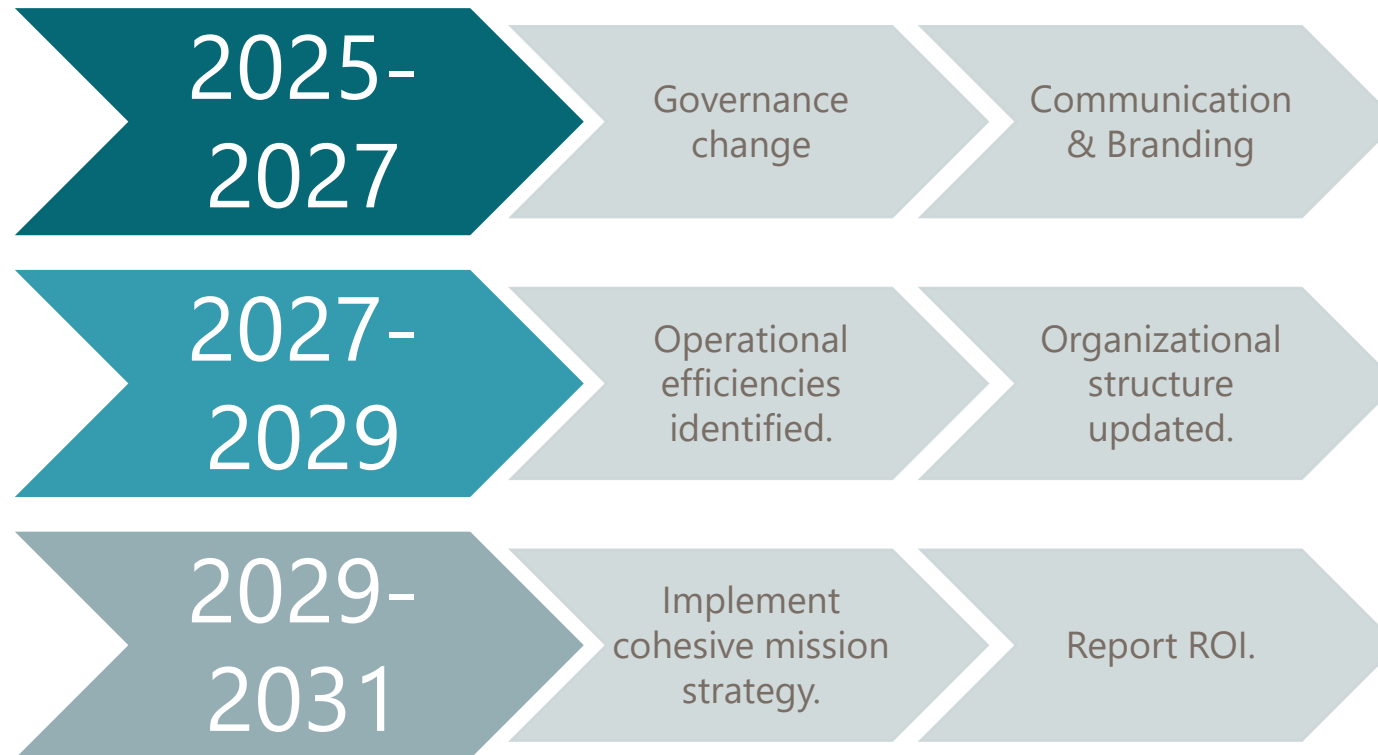 2025-
2027
Governance
change
Communication
& Branding
2027-
2029
Operational
efficiencies
identified.
Organizational
structure
updated.
2029-
2031
Implement
cohesive mission
strategy.
Report ROI.